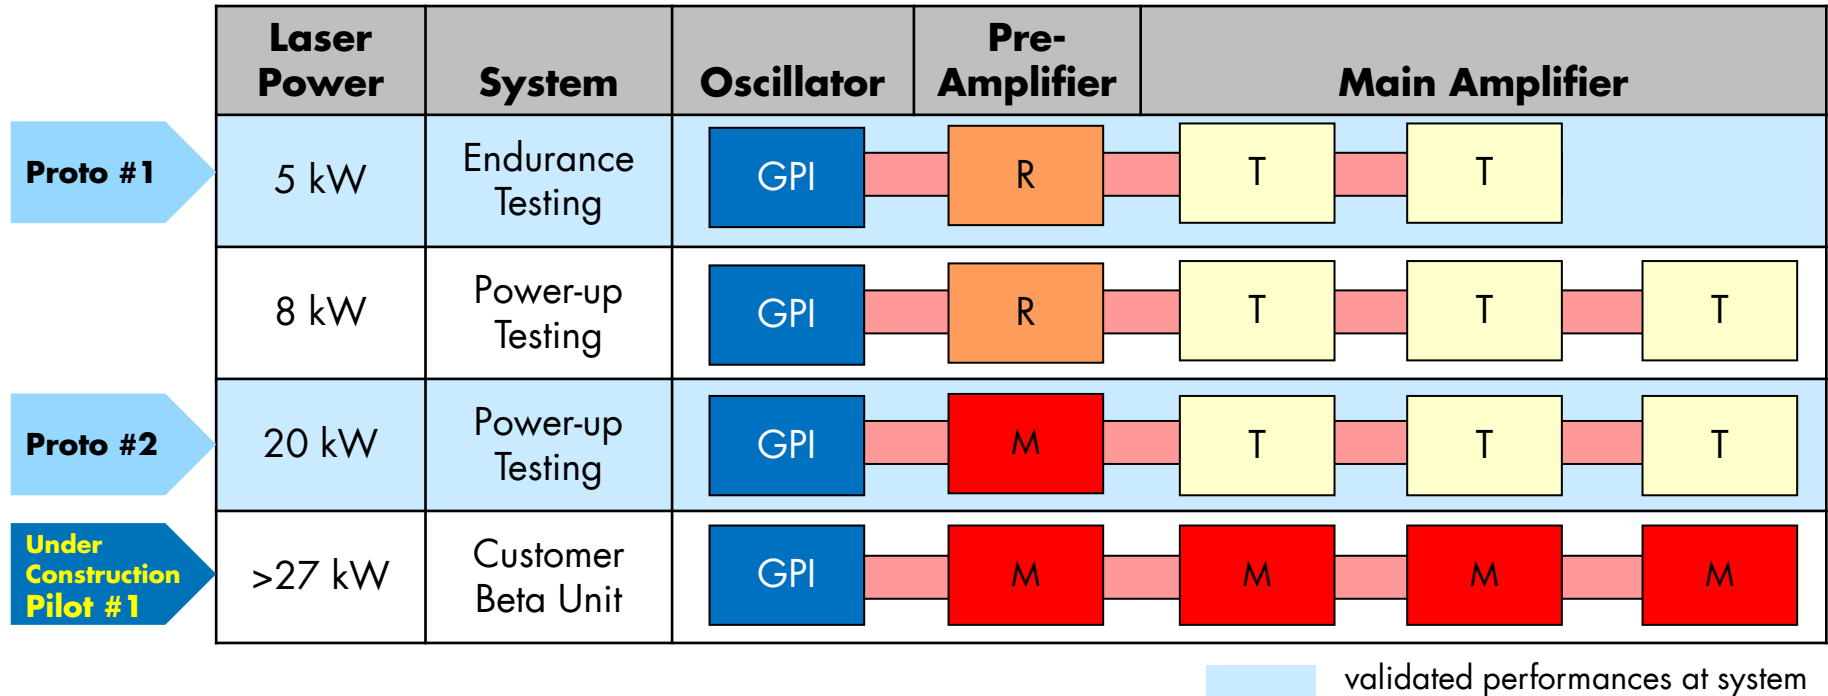 Laser
Power
System
Oscillator
Pre-
Amplifier
Main Amplifier
Proto #1
5 kW
Endurance
Testing
GPI
R
T
T
8 kW
Power-up
Testing
GPI
R
T
T
T
Proto #2
20 kW
Power-up
Testing
GPI
M
T
T
T
Under
Construction
Pilot #1
>27 kW
Customer
Beta Unit
GPI
M
M
M
M
validated performances at system